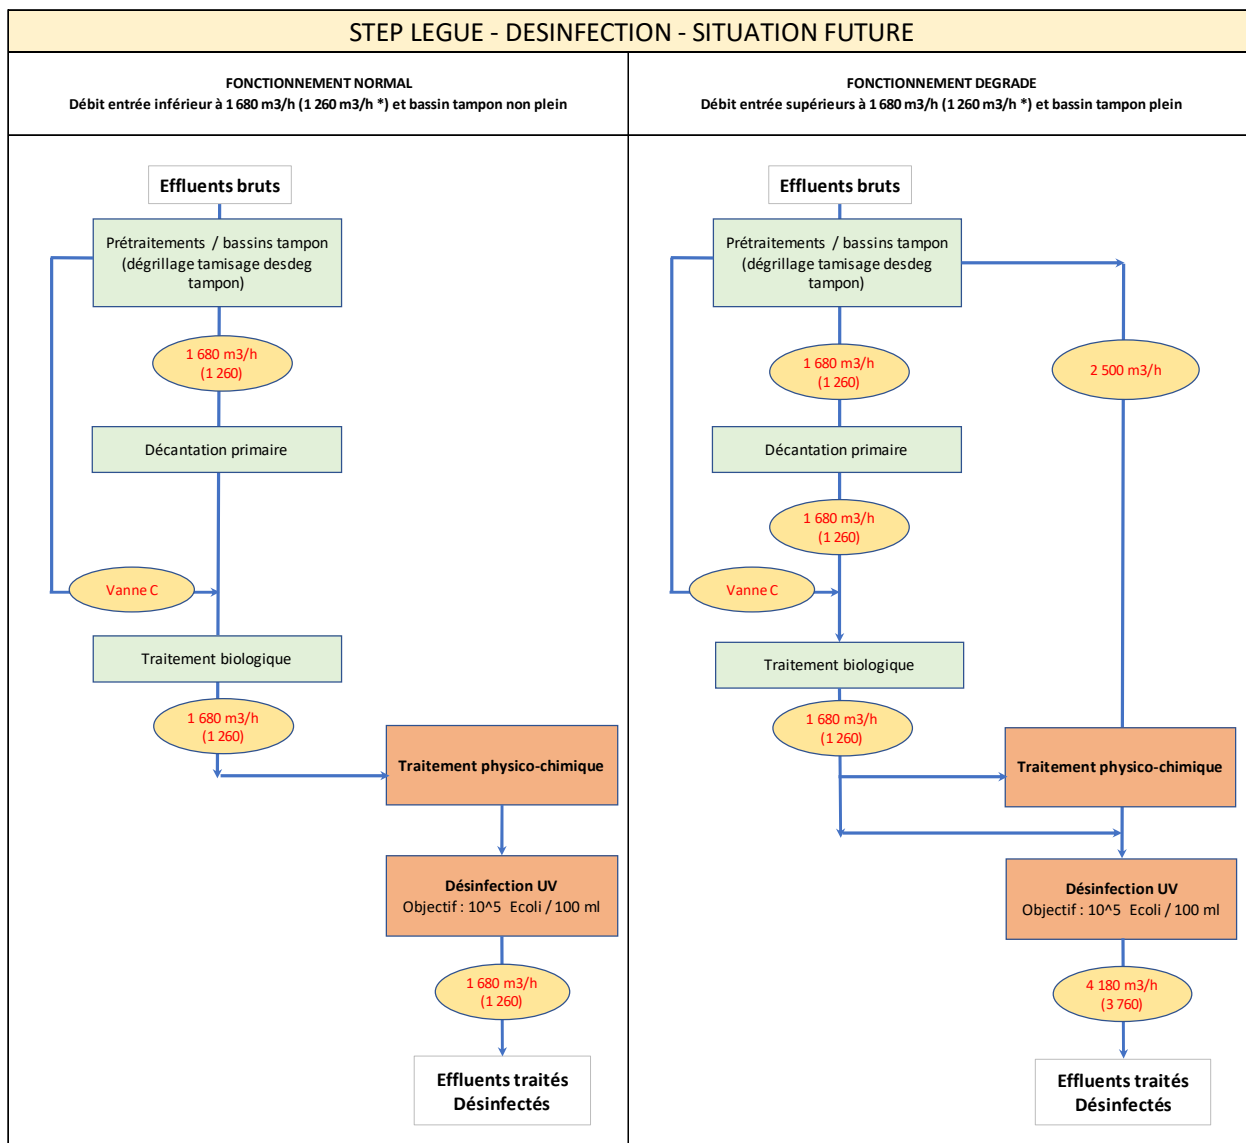 STEP LEGUE - DESINFECTION - SITUATION FUTURE
FONCTIONNEMENT NORMAL
Débit entrée inférieur à 1 680 m3/h (1 260 m3/h *) et bassin tampon non plein
Effluents bruts
Prétraitements / bassins tampon
(dégrillage tamisage desdeg
tampon)
1 680 m3/h
(1 260)
Décantation primaire
Vanne C
Traitement biologique
1 680 m3/h
(1 260)
Traitement physico-chimique
Désinfection UV
Objectif : 10^5 Ecoli / 100 ml
1 680 m3/h
(1 260)
Effluents traités
Désinfectés
FONCTIONNEMENT DEGRADE
Débit entrée supérieurs à 1 680 m3/h (1 260 m3/h *) et bassin tampon plein
Effluents bruts
Prétraitements / bassins tampon
(dégrillage tamisage desdeg
tampon)
1 680 m3/h
(1 260)
2 500 m3/h
Décantation primaire
1 680 m3/h
(1 260)
Vanne C
Traitement biologique
1 680 m3/h
(1 260)
Traitement physico-chimique
Désinfection UV
Objectif : 10^5 Ecoli / 100 ml
4 180 m3/h
(3 760)
Effluents traités
Désinfectés